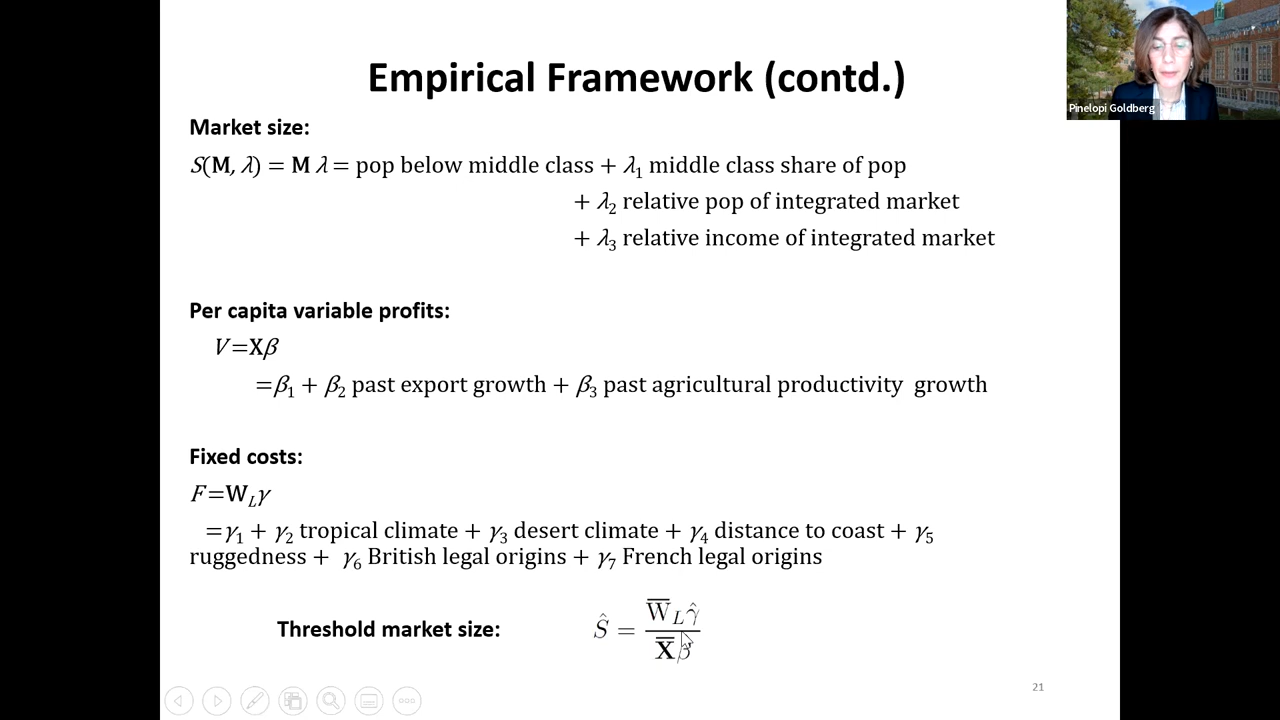 Empirical Framework (contd.)
Pinelopi Goldberg
Market size:
S(M, λ) = M λ = pop below middle class + λ₁ middle class share of pop
+ λ₂ relative pop of integrated market
+ λ₃ relative income of integrated market
Per capita variable profits:
V=Xβ
=β₁ + β₂ past export growth + β₃ past agricultural productivity growth
Fixed costs:
F=W_Lγ
=γ₁ + γ₂ tropical climate + γ₃ desert climate + γ₄ distance to coast + γ₅
ruggedness + γ₆ British legal origins + γ₇ French legal origins
Threshold market size: Ŝ = W̅_L γ̂ / X̅ β̂
21